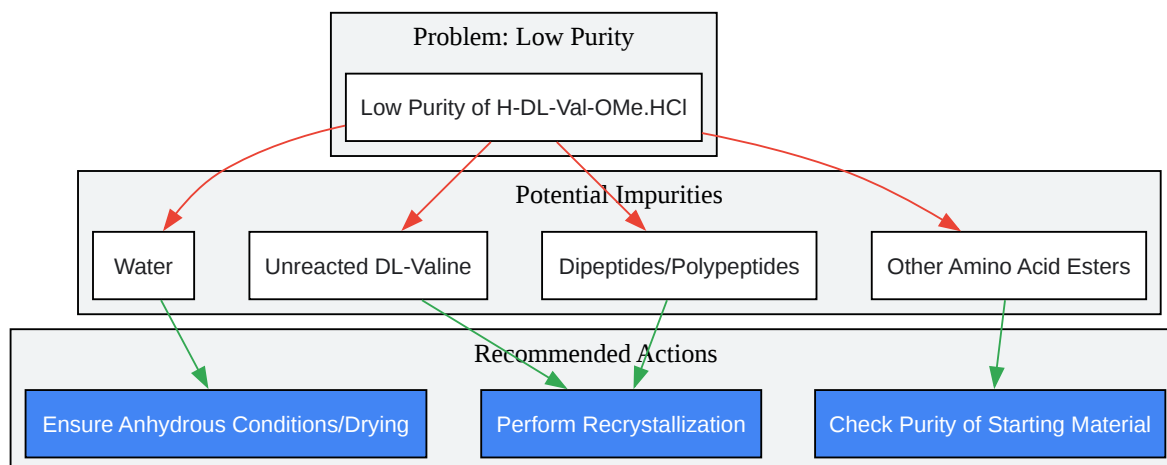 Problem: Low Purity
Low Purity of H-DL-Val-OMe.HCl
Potential Impurities
Water
Unreacted DL-Valine
Dipeptides/Polypeptides
Other Amino Acid Esters
Recommended Actions
Ensure Anhydrous Conditions/Drying
Perform Recrystallization
Check Purity of Starting Material